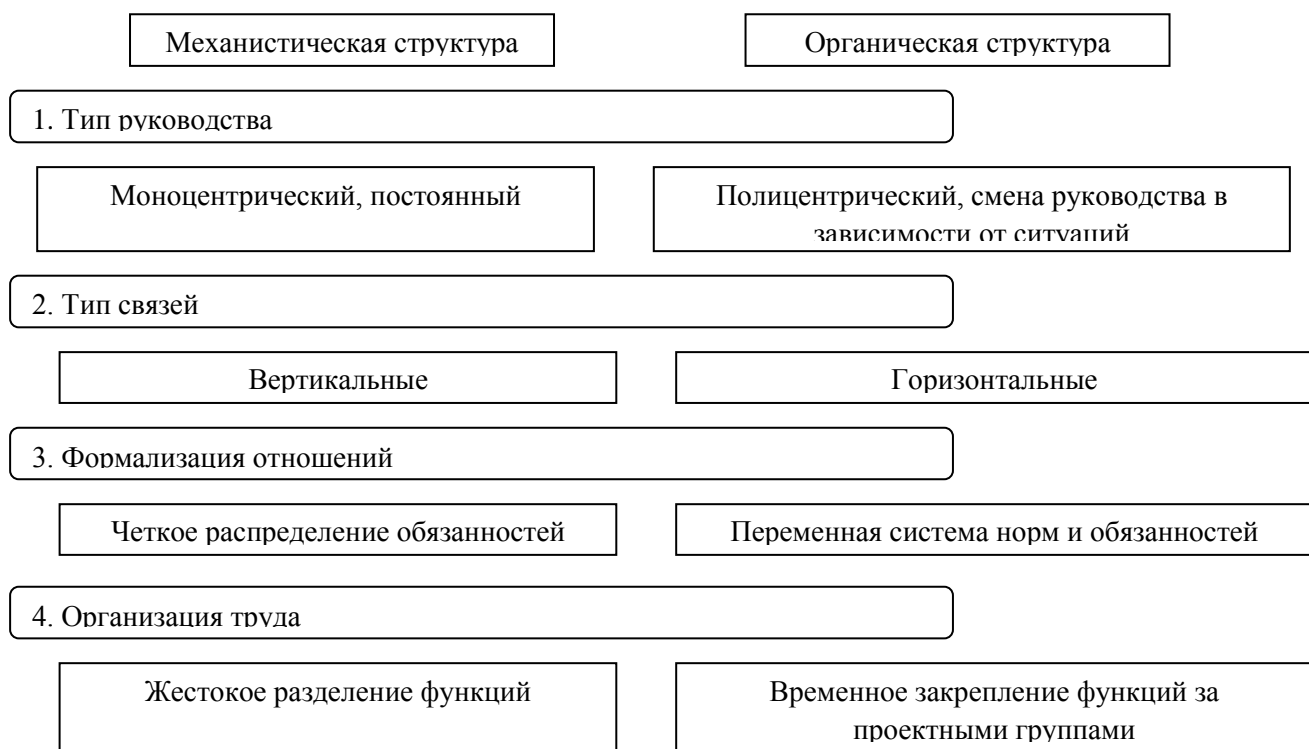 Механистическая структура
Органическая структура
1. Тип руководства
Моноцентрический, постоянный
Полицентрический, смена руководства в
зависимости от ситуаций
2. Тип связей
Вертикальные
Горизонтальные
3. Формализация отношений
Четкое распределение обязанностей
Переменная система норм и обязанностей
4. Организация труда
Жестокое разделение функций
Временное закрепление функций за
проектными группами